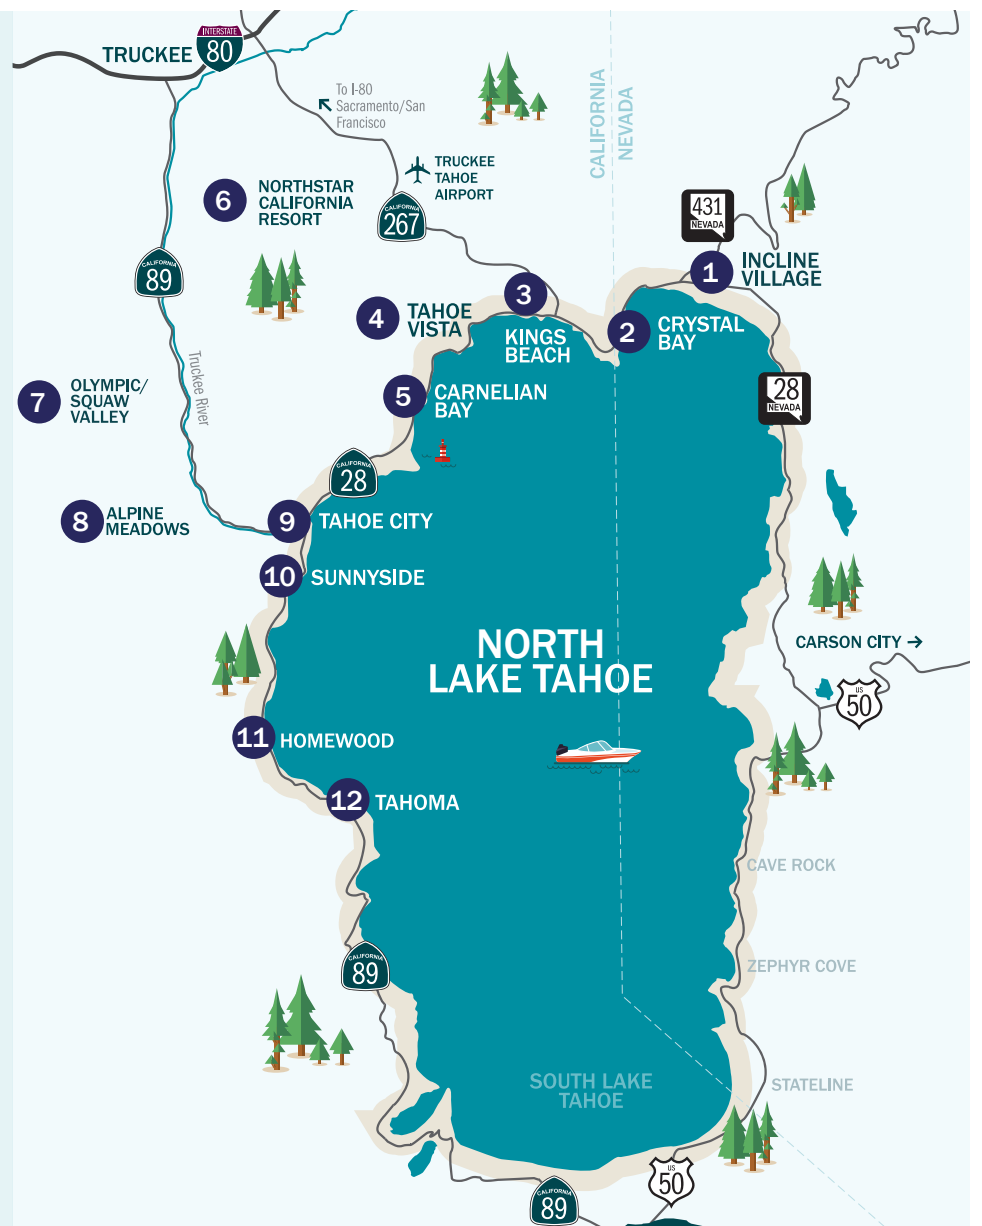 INTERSTATE
80
TRUCKEE
To I-80
Sacramento/San
Francisco
CALIFORNIA
NEVADA
TRUCKEE
TAHOE
AIRPORT
6
NORTHSTAR
CALIFORNIA
RESORT
CALIFORNIA
267
431
NEVADA
CALIFORNIA
89
1
INCLINE
VILLAGE
3
4
TAHOE
VISTA
KINGS
BEACH
2
CRYSTAL
BAY
Truckee River
7
OLYMPIC/
SQUAW
VALLEY
5
CARNELIAN
BAY
28
NEVADA
CALIFORNIA
28
8
ALPINE
MEADOWS
9
TAHOE CITY
10
SUNNYSIDE
NORTH
LAKE TAHOE
CARSON CITY
US
50
11
HOMEWOOD
12
TAHOMA
CAVE ROCK
CALIFORNIA
89
ZEPHYR COVE
SOUTH LAKE
TAHOE
STATELINE
US
50
CALIFORNIA
89